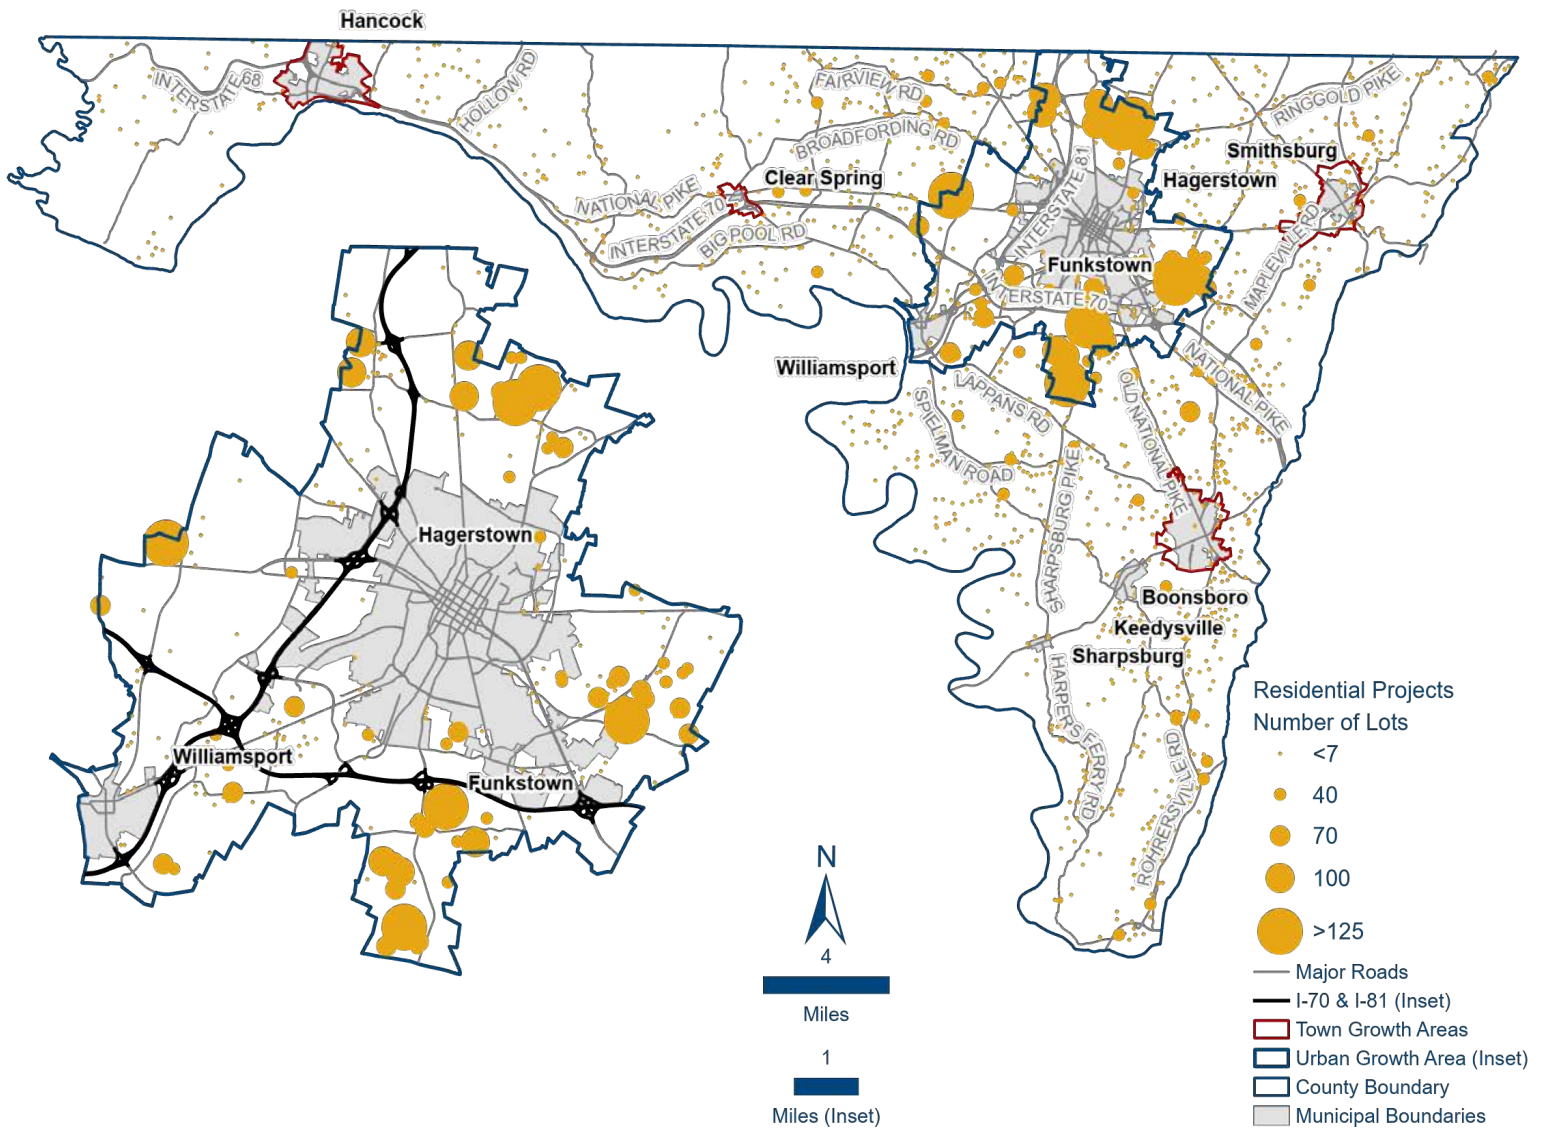 Hancock
INTERSTATE 68
HOLLOW RD
FAIRVIEW RD
BROADFORDING RD
RINGGOLD PIKE
Smithsburg
Clear Spring
Hagerstown
NATIONAL PIKE
INTERSTATE 70
BIG POOL RD
INTERSTATE 81
MAPLEVILLE RD
Funkstown
INTERSTATE 70
Williamsport
LAPPANS RD
SPIELMAN ROAD
OLD NATIONAL PIKE
NATIONAL PIKE
SHARPSBURG PIKE
Boonsboro
Keedysville
Sharpsburg
HARPERS FERRY RD
ROHRERSVILLE RD
Hagerstown
Williamsport
Funkstown
N
4
Miles
1
Miles (Inset)
Residential Projects
Number of Lots
<7
40
70
100
>125
Major Roads
I-70 & I-81 (Inset)
Town Growth Areas
Urban Growth Area (Inset)
County Boundary
Municipal Boundaries